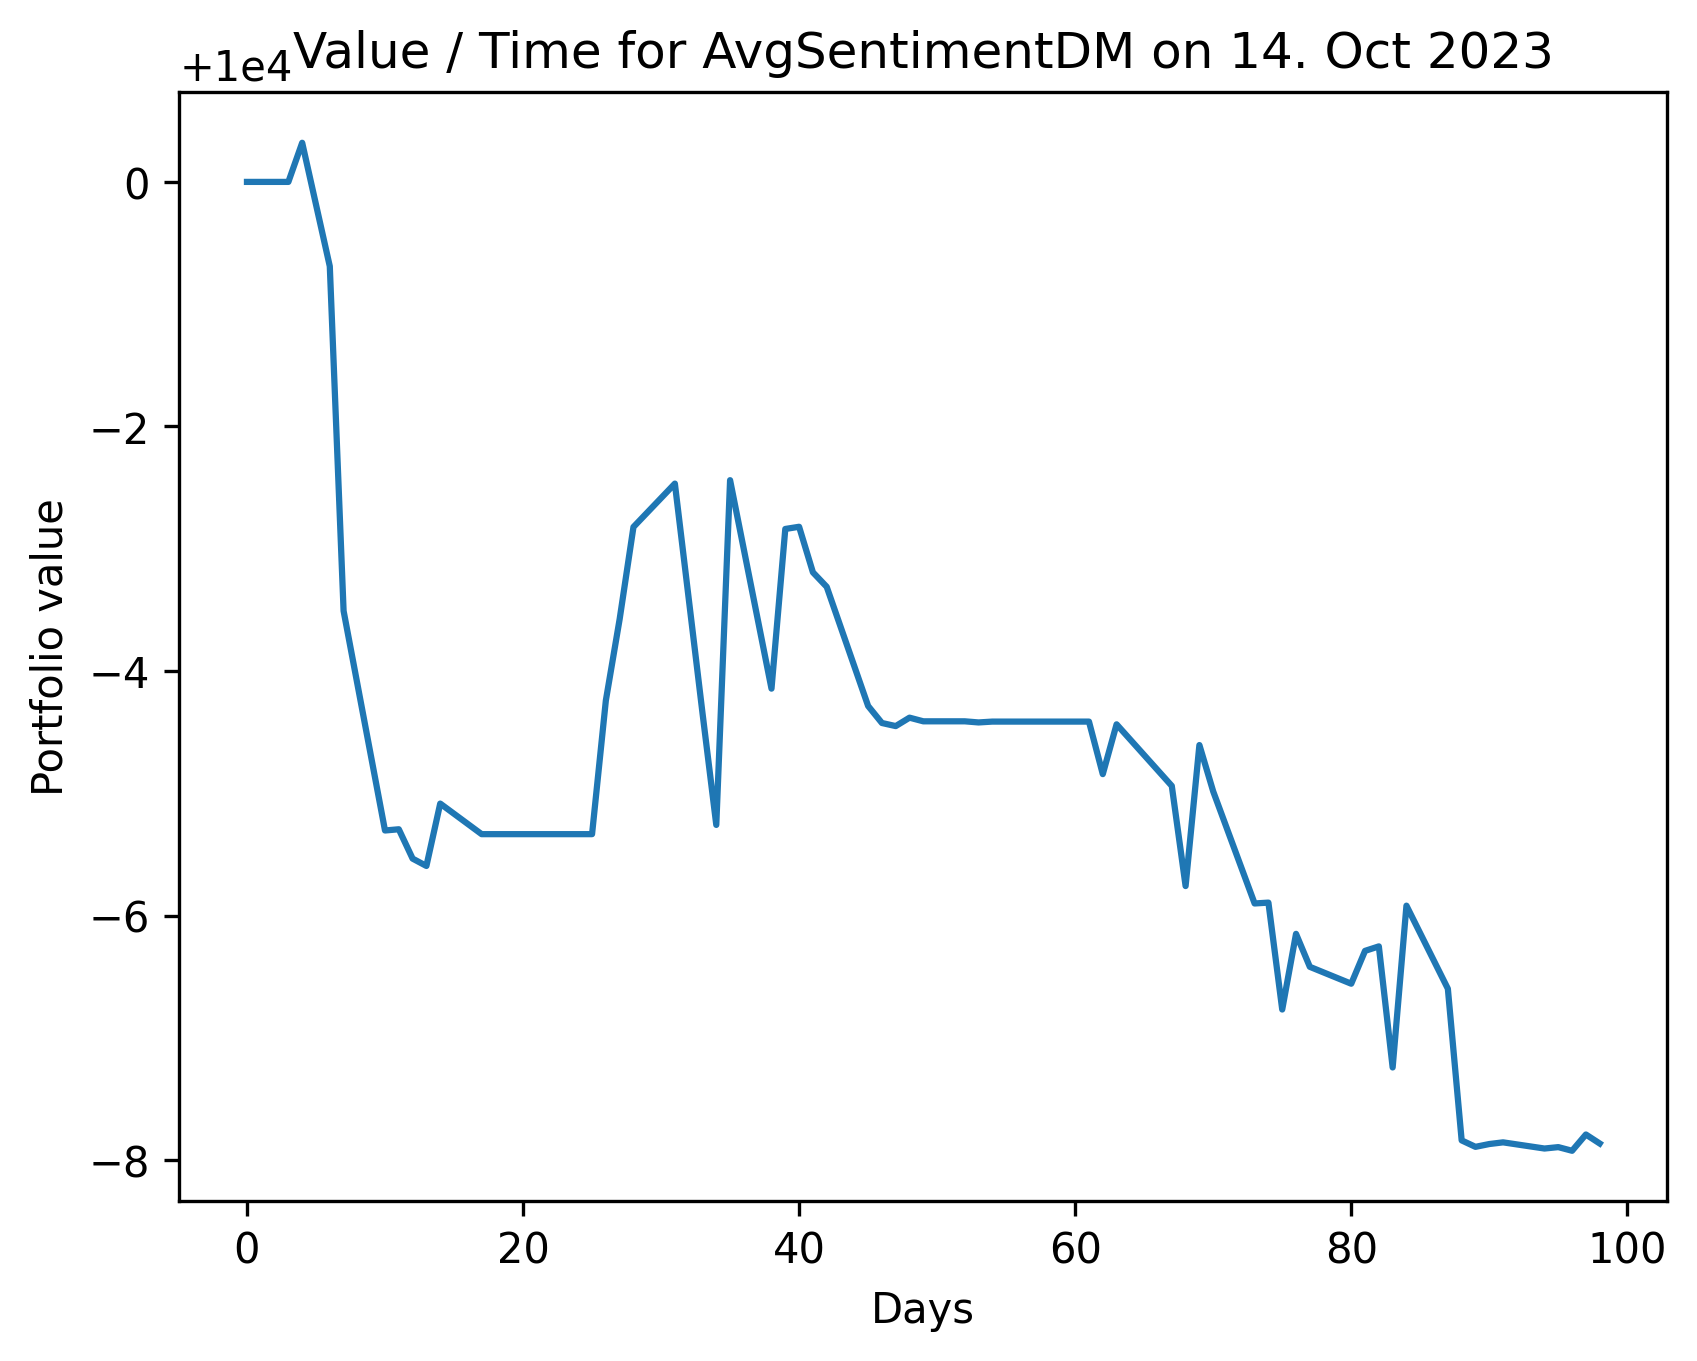 Value / Time for AvgSentimentDM on 14. Oct 2023
+1e4
0
−2
−4
−6
−8
Portfolio value
0 20 40 60 80 100
Days